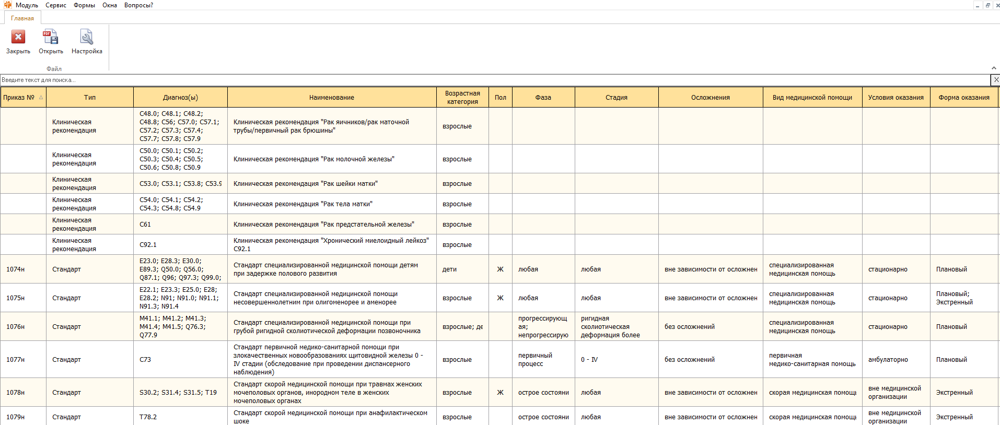 Модуль Сервис Формы Окна Вопросы?
Главная
Закрыть Открыть Настройка
Файл
Введите текст для поиска...
Приказ № Тип Диагноз(ы) Наименование Возрастная категория Пол Фаза Стадия Осложнения Вид медицинской помощи Условия оказания Форма оказания
Клиническая
рекомендация
C48.0; C48.1; C48.2;
C48.8; C56; C57.0; C57.1;
C57.2; C57.3; C57.4;
C57.7; C57.8; C57.9
Клиническая рекомендация "Рак яичников/рак маточной
трубы/первичный рак брюшины"
взрослые
Клиническая
рекомендация
C50.0; C50.1; C50.2;
C50.3; C50.4; C50.5;
C50.6; C50.8; C50.9
Клиническая рекомендация "Рак молочной железы"
взрослые
Клиническая
рекомендация
C53.0; C53.1; C53.8; C53.9
Клиническая рекомендация "Рак шейки матки"
взрослые
Клиническая
рекомендация
C54.0; C54.1; C54.2;
C54.3; C54.8; C54.9
Клиническая рекомендация "Рак тела матки"
взрослые
Клиническая
рекомендация
C61
Клиническая рекомендация "Рак предстательной железы"
взрослые
Клиническая
рекомендация
C92.1
Клиническая рекомендация "Хронический миелоидный лейкоз"
C92.1
взрослые
1074н
Стандарт
E23.0; E28.3; E30.0;
E89.3; Q50.0; Q56.0;
Q87.1; Q96; Q97.3; Q99.0;
Стандарт специализированной медицинской помощи детям
при задержке полового развития
дети
Ж
любая
любая
вне зависимости от осложнен
специализированная
медицинская помощь
стационарно
Плановый
1075н
Стандарт
E22.1; E23.3; E25.0; E28;
E28.2; N91; N91.0; N91.1;
N91.3; N91.4
Стандарт специализированной медицинской помощи
несовершеннолетним при олигоменорее и аменорее
взрослые
Ж
любая
любая
вне зависимости от осложнен
специализированная
медицинская помощь
стационарно
Плановый;
Экстренный
1076н
Стандарт
M41.1; M41.2; M41.3;
M41.4; M41.5; Q76.3;
Q77.9
Стандарт специализированной медицинской помощи при
грубой ригидной сколиотической деформации позвоночника
взрослые; де
прогрессирующ
ая;
непрогрессирую
ригидная
сколиотическая
деформация более
без осложнений
специализированная
медицинская помощь
стационарно
Плановый
1077н
Стандарт
C73
Стандарт первичной медико-санитарной помощи при
злокачественных новообразованиях щитовидной железы 0 -
IV стадии (обследование при проведении диспансерного
наблюдения)
взрослые
первичный
процесс
0 - IV
без осложнений
первичная
медико-санитарная помощь
амбулаторно
Плановый
1078н
Стандарт
S30.2; S31.4; S31.5; T19
Стандарт скорой медицинской помощи при травмах женских
мочеполовых органов, инородном теле в женских
мочеполовых органах
взрослые
Ж
острое состояни
любая
вне зависимости от осложнен
скорая медицинская помощь
вне медицинской
организации
Экстренный
1079н
Стандарт
T78.2
Стандарт скорой медицинской помощи при анафилактическом
шоке
взрослые
острое состояни
любая
вне зависимости от осложнен
скорая медицинская помощь
вне медицинской
организации
Экстренный